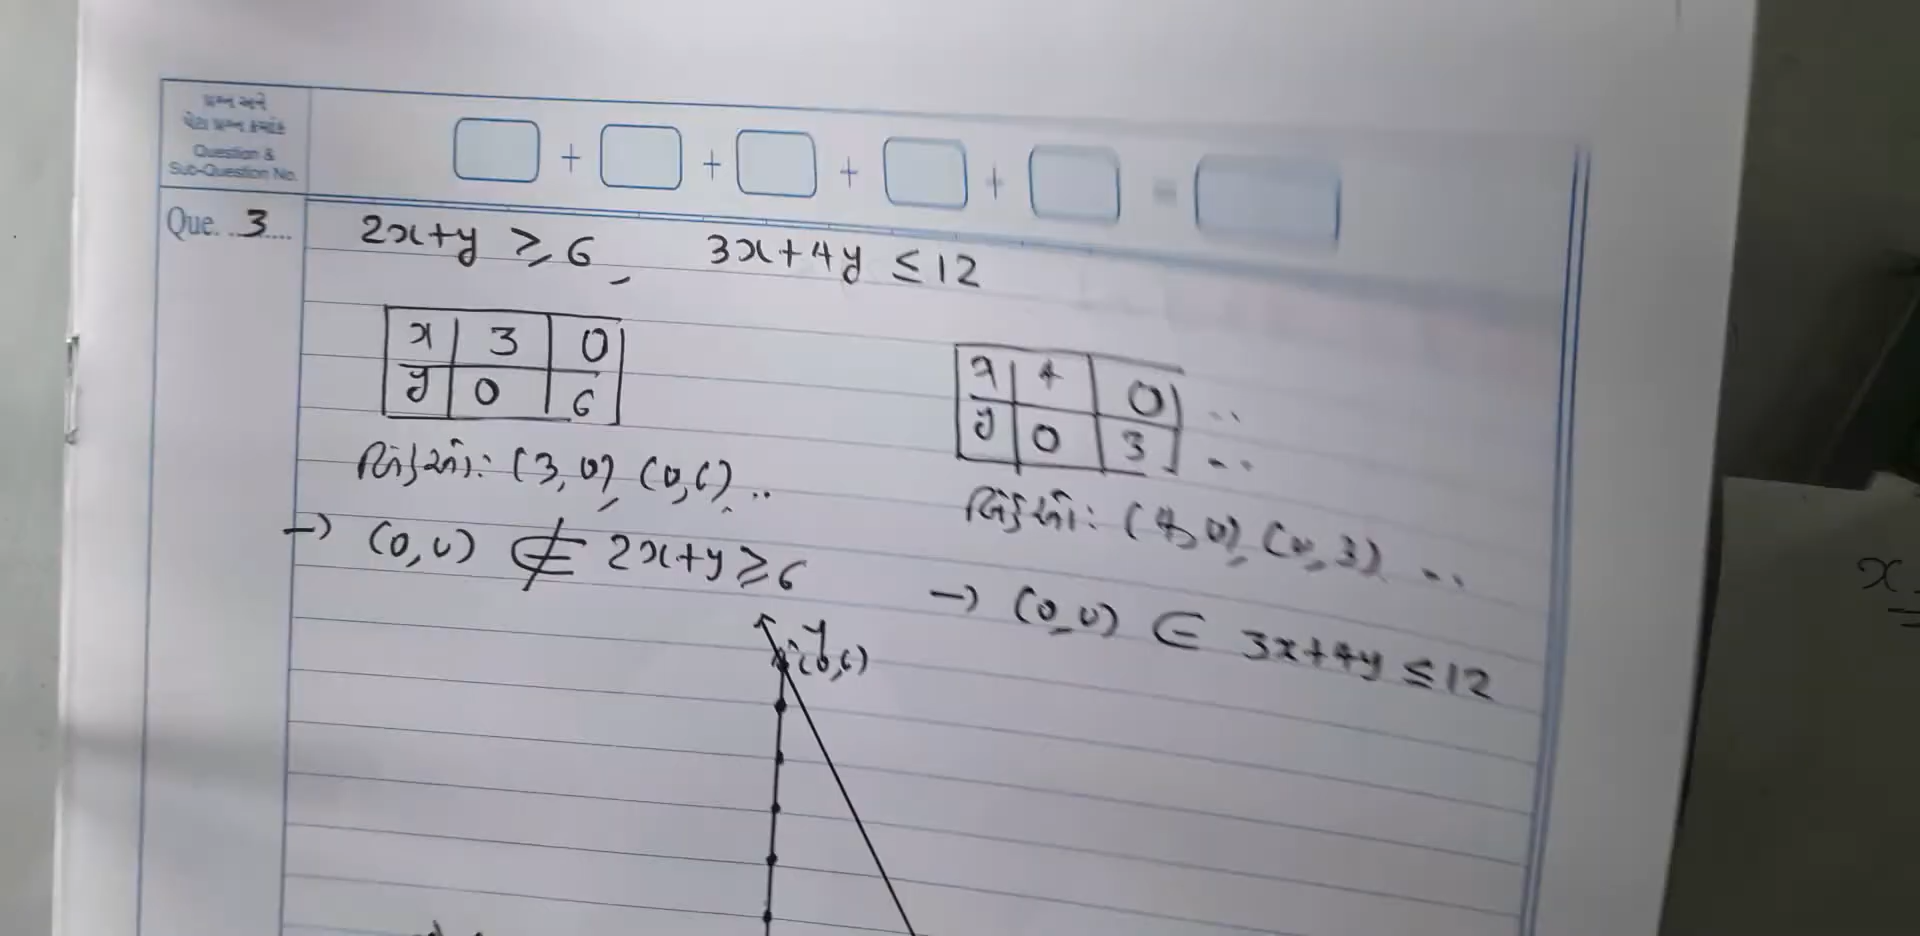 પ્રશ્ન અને
પેટા પ્રશ્ન ક્રમાંક
Question &
Sub-Question No.
+ + + + =
Que. 3 2x+y ≥ 6, 3x+4y ≤ 12
x 3 0
y 0 6
x 4 0 ..
y 0 3 ..
બિંદુઓ: (3,0), (0,6) ..
બિંદુઓ: (4,0), (0,3) ..
→ (0,0) ∉ 2x+y ≥ 6
→ (0,0) ∈ 3x+4y ≤ 12
y
(0,6)
x